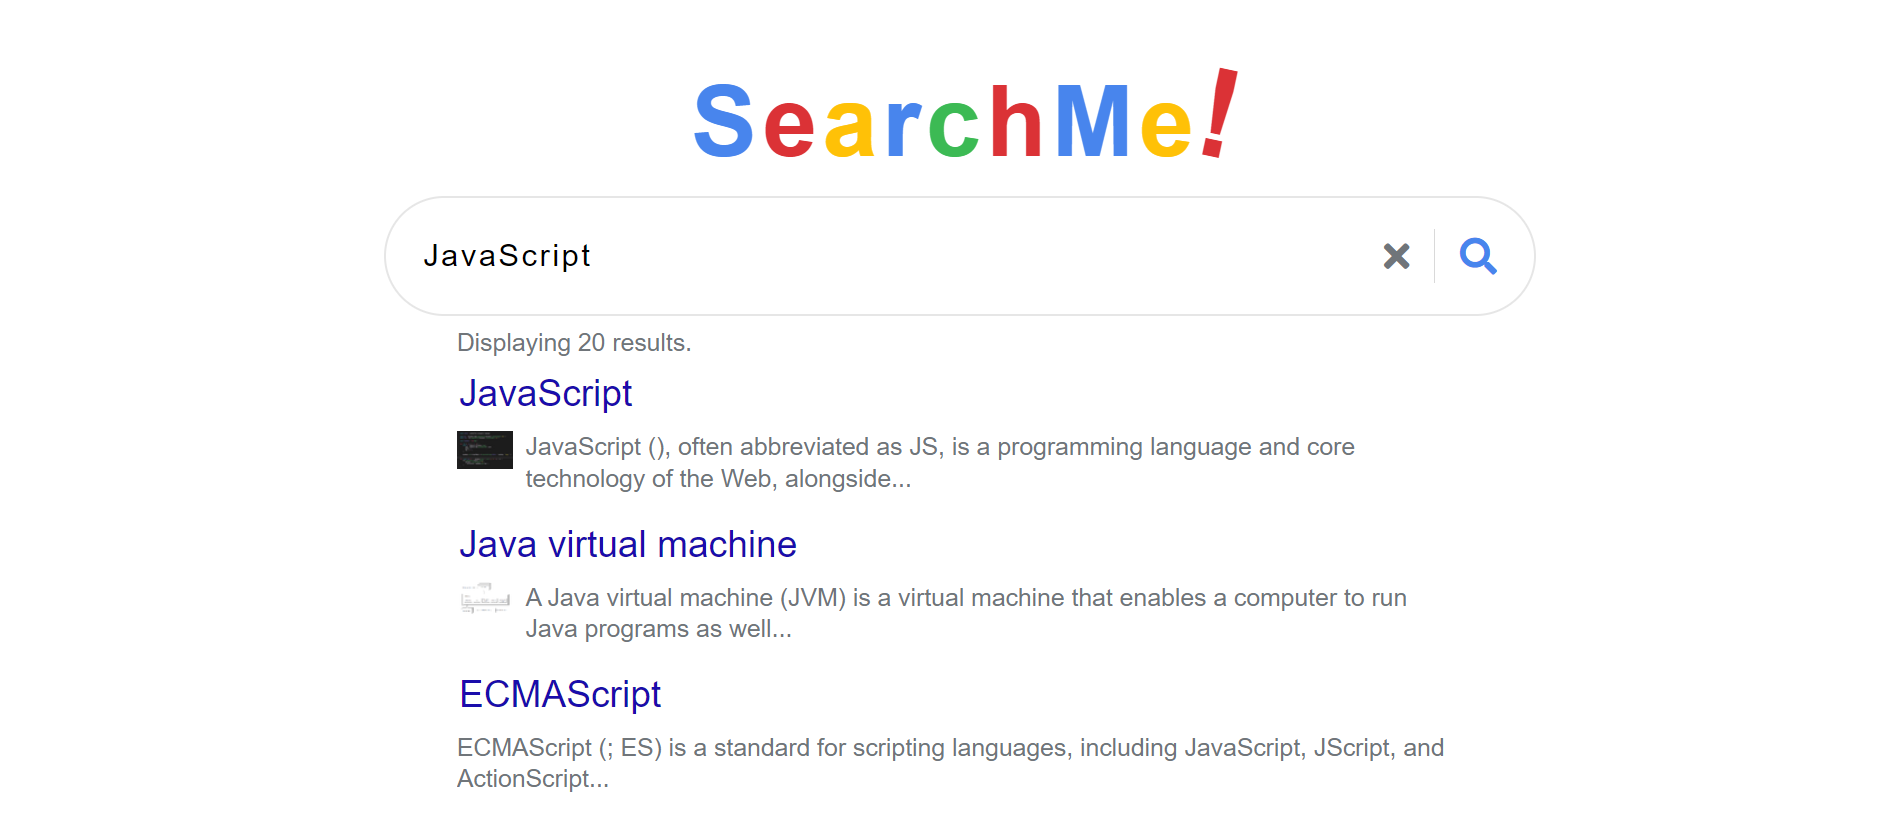 SearchMe!
JavaScript
Displaying 20 results.
JavaScript
JavaScript (), often abbreviated as JS, is a programming language and core
technology of the Web, alongside...
Java virtual machine
A Java virtual machine (JVM) is a virtual machine that enables a computer to run
Java programs as well...
ECMAScript
ECMAScript (; ES) is a standard for scripting languages, including JavaScript, JScript, and
ActionScript...